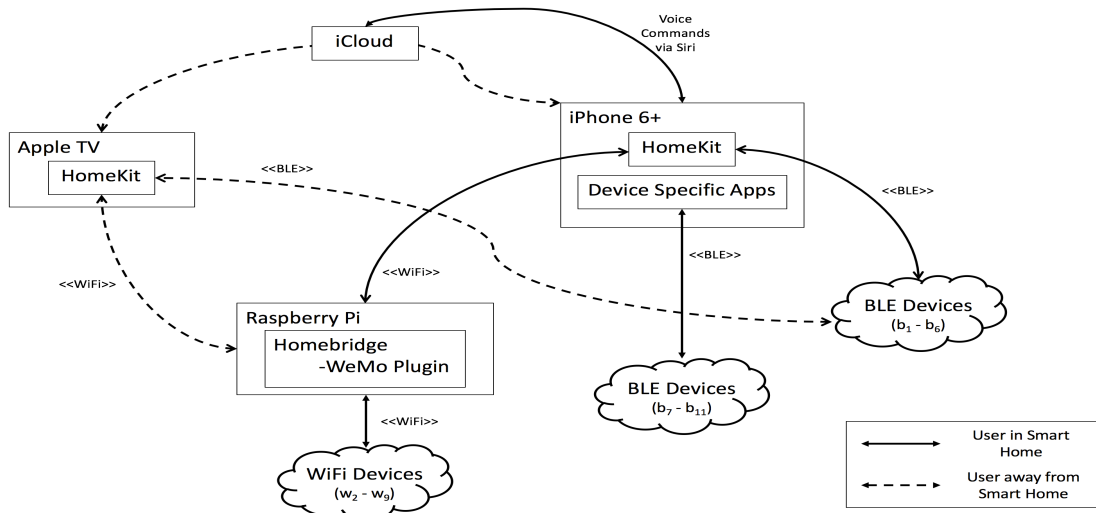 Voice
Commands
via Siri
iCloud
iPhone 6+
HomeKit
Device Specific Apps
Apple TV
HomeKit
<<BLE>>
<<BLE>>
<<BLE>>
<<WiFi>>
<<WiFi>>
Raspberry Pi
Homebridge
-WeMo Plugin
<<WiFi>>
BLE Devices
(b₁ - b₆)
BLE Devices
(b₇ - b₁₁)
WiFi Devices
(w₂ - w₉)
User in Smart
Home
User away from
Smart Home